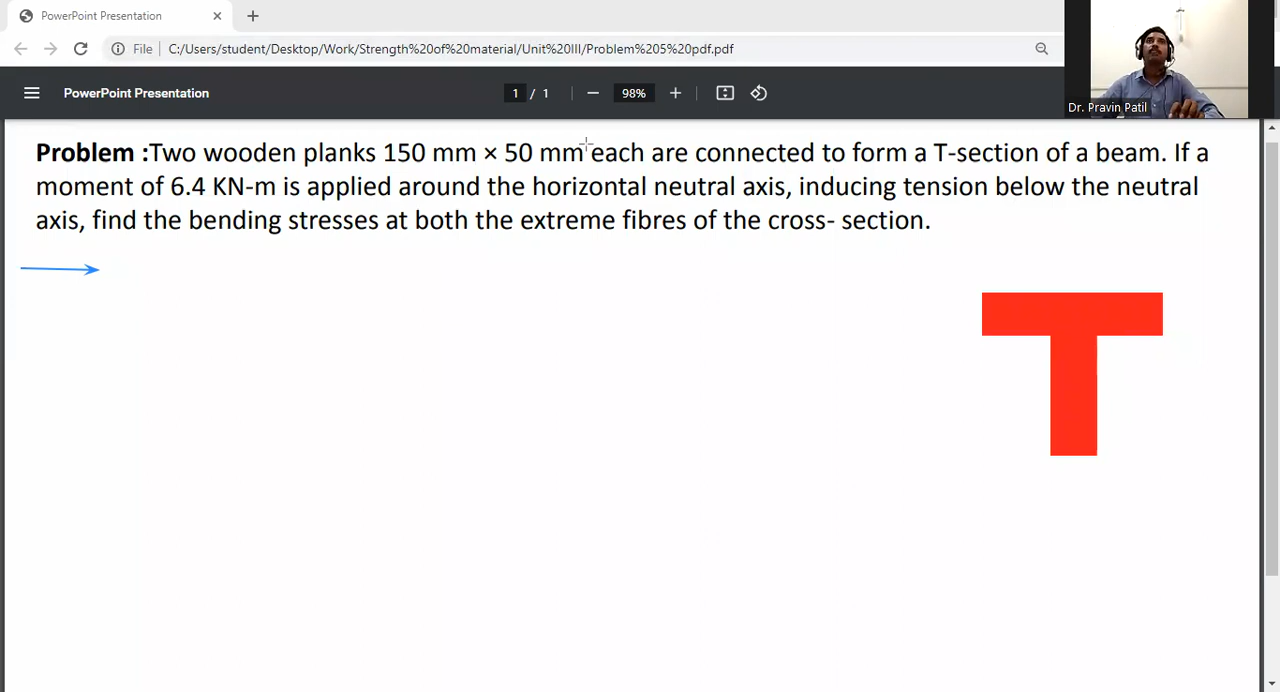 PowerPoint Presentation
File
C:/Users/student/Desktop/Work/Strength%20of%20material/Unit%20III/Problem%205%20pdf.pdf
PowerPoint Presentation
1 / 1
98%
Dr. Pravin Patil
Problem :Two wooden planks 150 mm × 50 mm each are connected to form a T-section of a beam. If a
moment of 6.4 KN-m is applied around the horizontal neutral axis, inducing tension below the neutral
axis, find the bending stresses at both the extreme fibres of the cross- section.